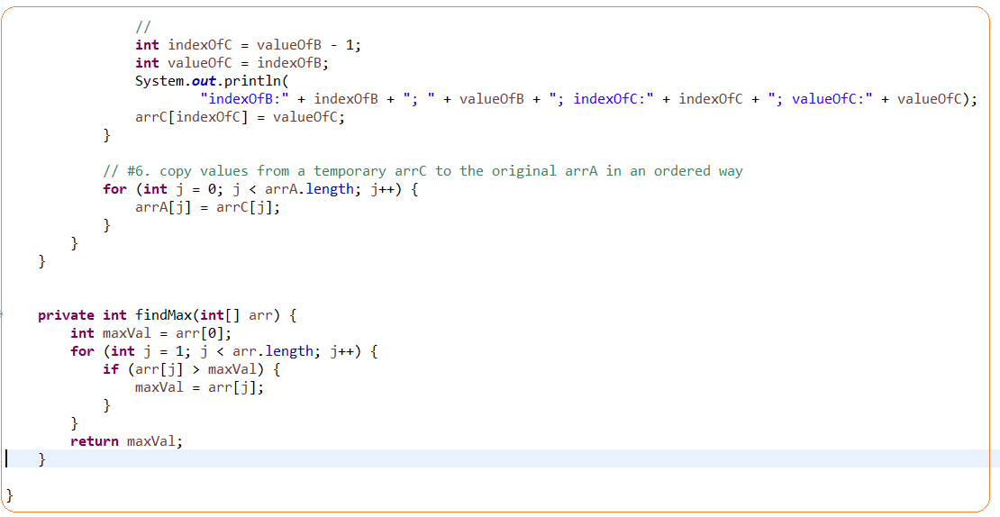 //
                int indexOfC = valueOfB - 1;
                int valueOfC = indexOfB;
                System.out.println(
                        "indexOfB:" + indexOfB + "; " + valueOfB + "; indexOfC:" + indexOfC + "; valueOfC:" + valueOfC);
                arrC[indexOfC] = valueOfC;
            }

            // #6. copy values from a temporary arrC to the original arrA in an ordered way
            for (int j = 0; j < arrA.length; j++) {
                arrA[j] = arrC[j];
            }
        }
    }


    private int findMax(int[] arr) {
        int maxVal = arr[0];
        for (int j = 1; j < arr.length; j++) {
            if (arr[j] > maxVal) {
                maxVal = arr[j];
            }
        }
        return maxVal;
    }

}